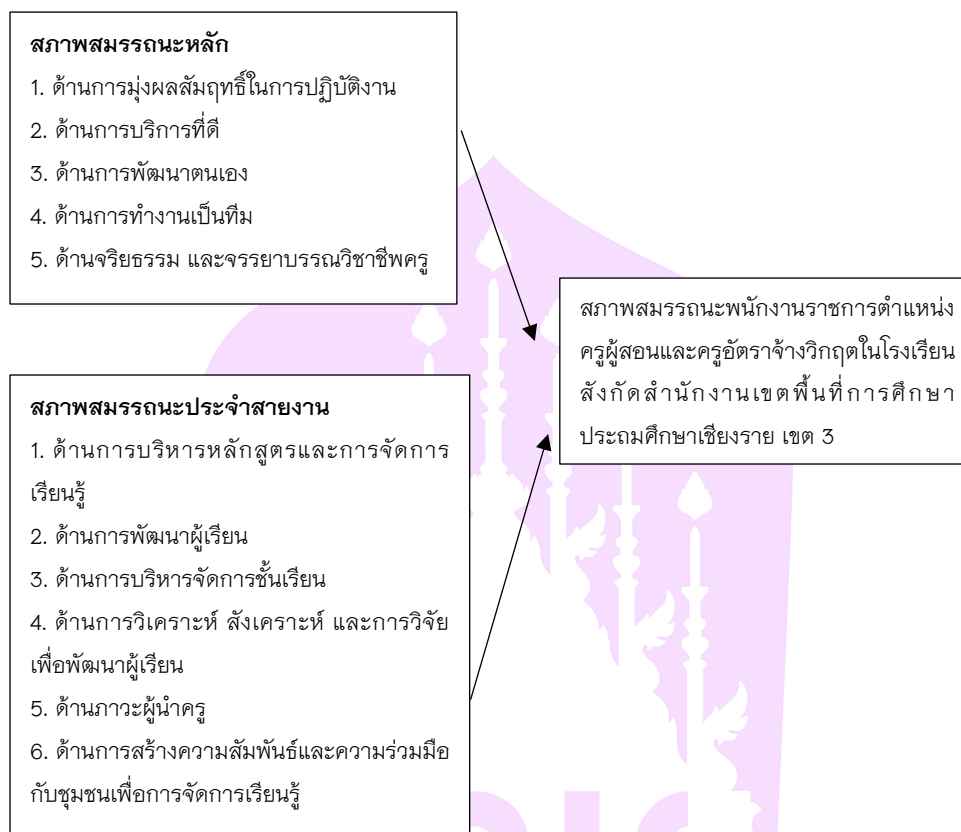 สภาพสมรรถนะหลัก
1. ด้านการมุ่งผลสัมฤทธิ์ในการปฏิบัติงาน
2. ด้านการบริการที่ดี
3. ด้านการพัฒนาตนเอง
4. ด้านการทำงานเป็นทีม
5. ด้านจริยธรรม และจรรยาบรรณวิชาชีพครู
สภาพสมรรถนะประจำสายงาน
1. ด้านการบริหารหลักสูตรและการจัดการ
เรียนรู้
2. ด้านการพัฒนาผู้เรียน
3. ด้านการบริหารจัดการชั้นเรียน
4. ด้านการวิเคราะห์ สังเคราะห์ และการวิจัย
เพื่อพัฒนาผู้เรียน
5. ด้านภาวะผู้นำครู
6. ด้านการสร้างความสัมพันธ์และความร่วมมือ
กับชุมชนเพื่อการจัดการเรียนรู้
สภาพสมรรถนะพนักงานราชการตำแหน่ง
ครูผู้สอนและครูอัตราจ้างวิกฤตในโรงเรียน
สังกัดสำนักงานเขตพื้นที่การศึกษา
ประถมศึกษาเชียงราย เขต 3